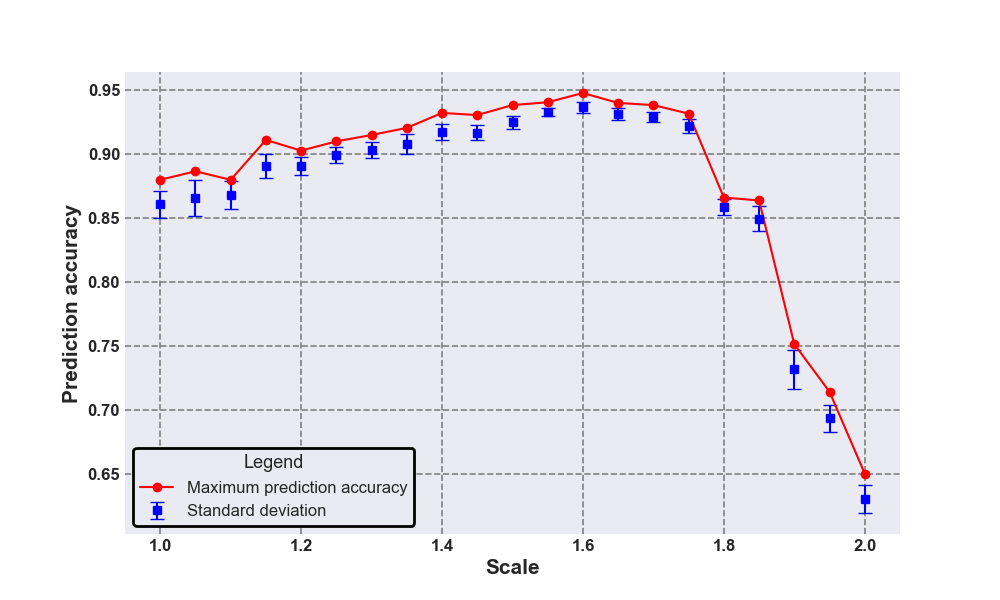 0.95
0.90
0.85
0.80
0.75
0.70
0.65
Prediction accuracy
Legend
Maximum prediction accuracy
Standard deviation
1.0 1.2 1.4 1.6 1.8 2.0
Scale